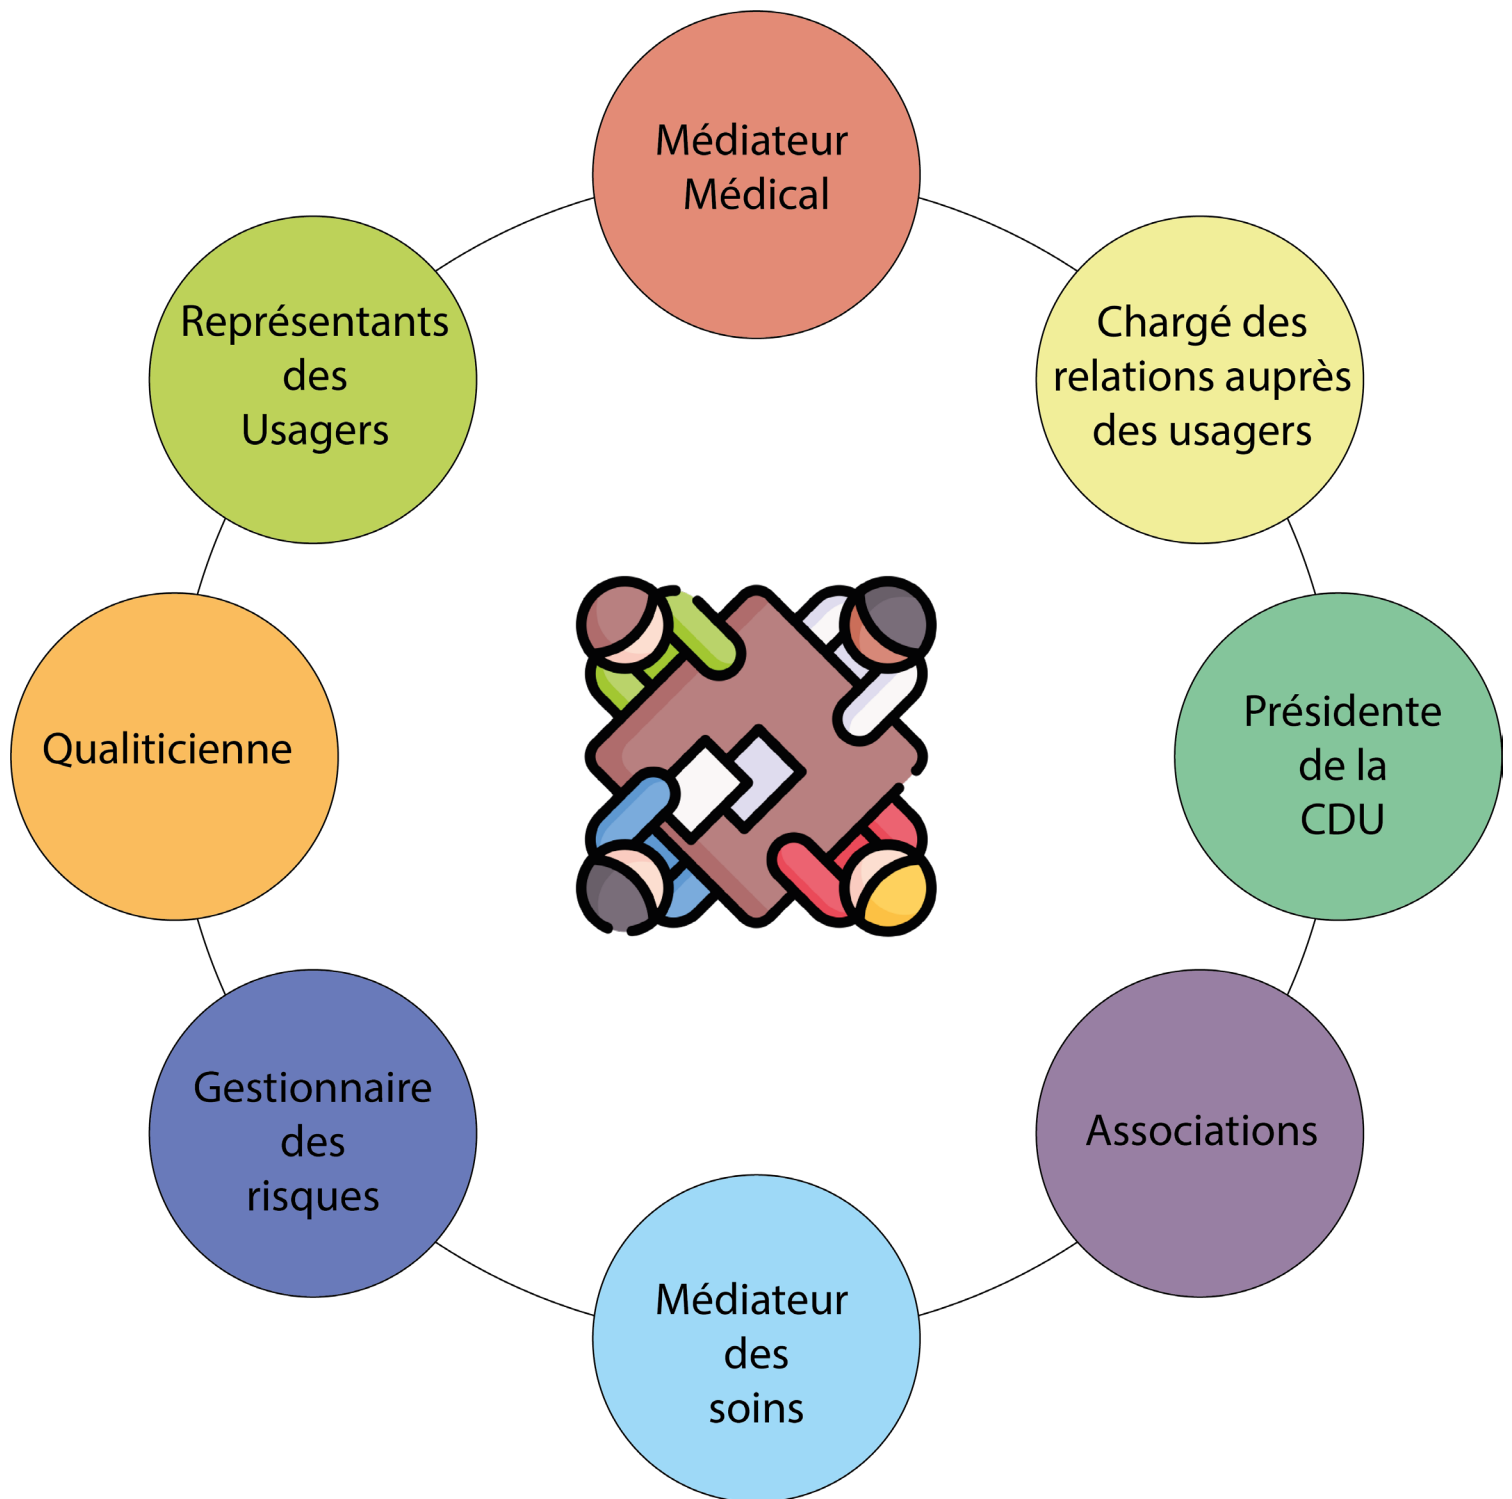 Médiateur
Médical
Chargé des
relations auprès
des usagers
Présidente
de la
CDU
Associations
Médiateur
des
soins
Gestionnaire
des
risques
Qualiticienne
Représentants
des
Usagers